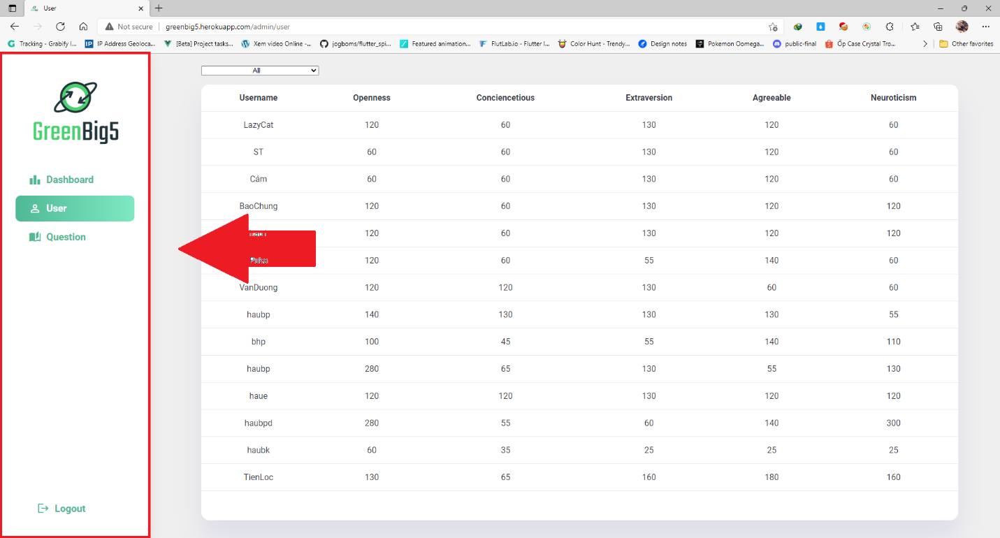 User
Not secure greenbig5.herokuapp.com/admin/user
Tracking - Grabify I... IP Address Geoloca... [Beta] Project tasks... Xem video Online -... jogboms/flutter_spi... Featured animation... FlutLab.io - Flutter I... Color Hunt - Trendy... Design notes Pokemon Oomega... public-final Ốp Case Crystal Tro... Other favorites
GreenBig5
Dashboard
User
Question
Logout
All
Username Openness Conciencetious Extraversion Agreeable Neuroticism
LazyCat 120 60 130 120 60
ST 60 60 130 120 60
Cám 60 60 130 120 60
BaoChung 120 60 130 120 120
120 60 130 120 120
120 60 55 140 60
VanDuong 120 120 130 60 60
haubp 140 130 130 130 55
bhp 100 45 55 140 110
haubp 280 65 130 55 130
haue 120 120 130 120 120
haubpd 280 55 60 140 300
haubk 60 35 25 25 25
TienLoc 130 65 160 180 160